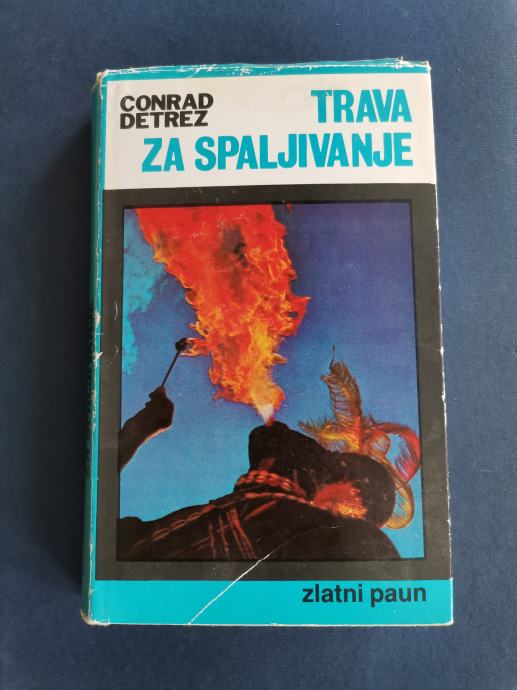 CONRAD
DETREZ
TRAVA
ZA SPALJIVANJE
zlatni paun